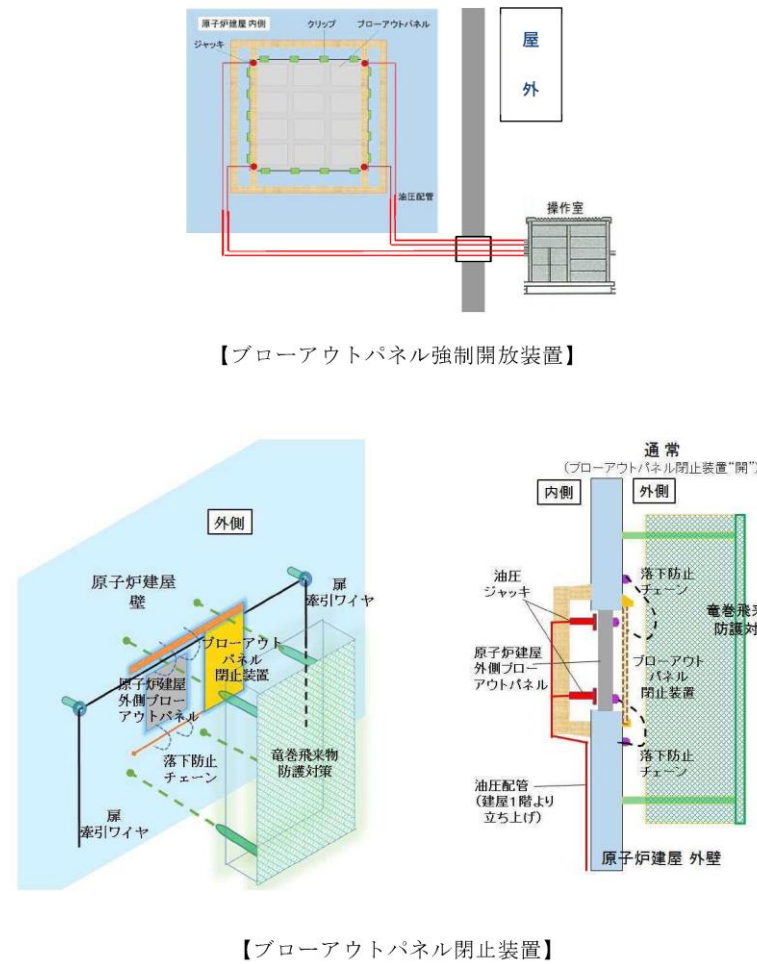 原子炉建屋 内側
クリップ
ブローアウトパネル
ジャッキ
屋
外
油圧配管
操作室
【ブローアウトパネル強制開放装置】
通常
(ブローアウトパネル閉止装置“開”)
内側
外側
外側
原子炉建屋
壁
扉
牽引ワイヤ
ブローアウト
パネル
閉止装置
原子炉建屋
外側ブロー
アウトパネル
落下防止
チェーン
竜巻飛来物
防護対策
扉
牽引ワイヤ
油圧
ジャッキ
落下防止
チェーン
竜巻飛来物
防護対
原子炉建屋
外側ブロー
アウトパネル
ブローアウト
パネル
閉止装置
落下防止
チェーン
油圧配管
(建屋1階より
立ち上げ)
原子炉建屋 外壁
【ブローアウトパネル閉止装置】